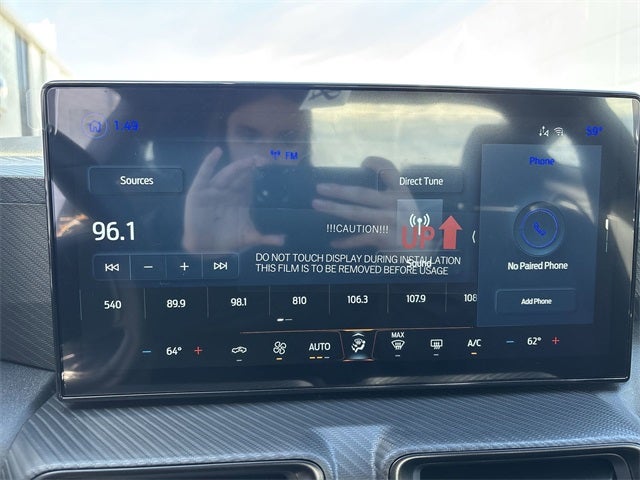 1:49
59°
FM
Phone
Sources
Direct Tune
96.1
!!!CAUTION!!!
UP
DO NOT TOUCH DISPLAY DURING INSTALLATION
THIS FILM IS TO BE REMOVED BEFORE USAGE
Sound
No Paired Phone
540 89.9 98.1 810 106.3 107.9 108
Add Phone
MAX
− 64° + AUTO A/C − 62° +